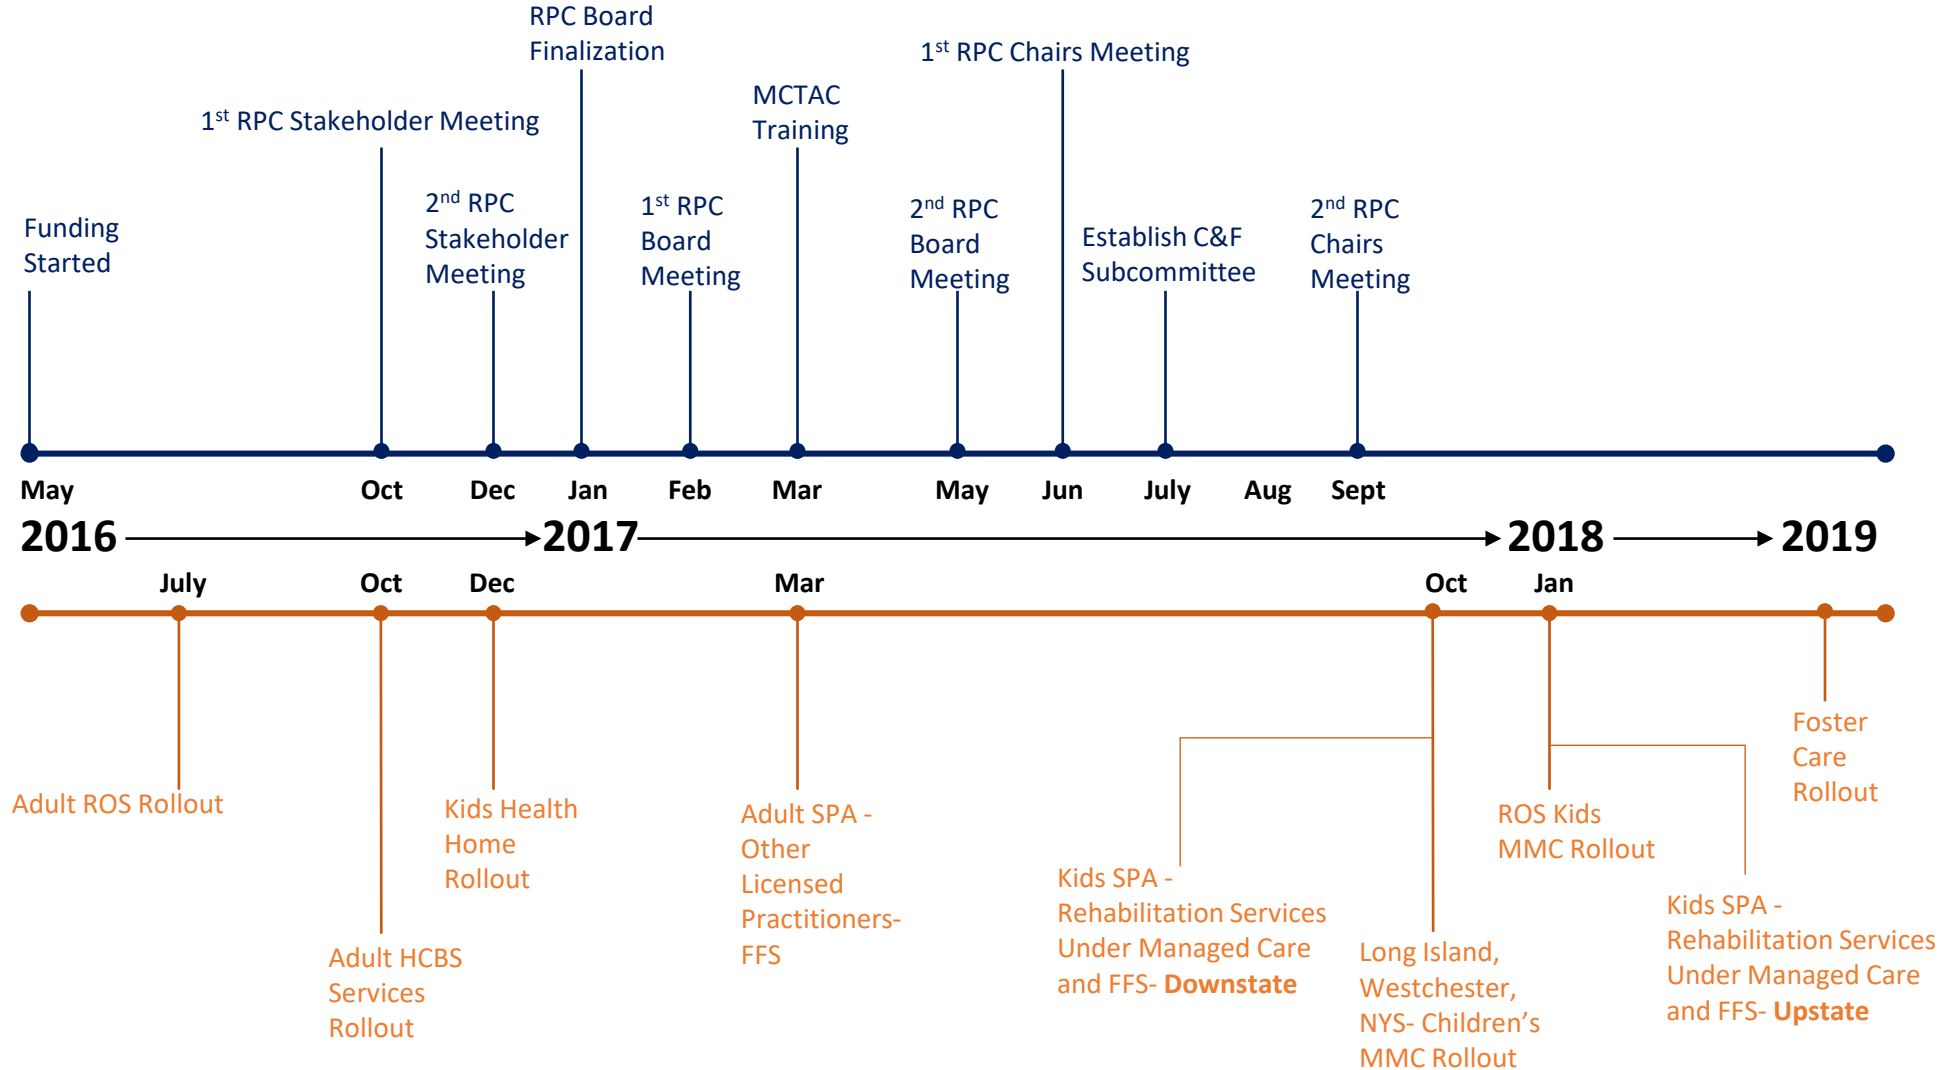 RPC Board
Finalization
1st RPC Chairs Meeting
MCTAC
Training
1st RPC Stakeholder Meeting
Funding
Started
2nd RPC
Stakeholder
Meeting
1st RPC
Board
Meeting
2nd RPC
Board
Meeting
Establish C&F
Subcommittee
2nd RPC
Chairs
Meeting
May Oct Dec Jan Feb Mar May Jun July Aug Sept
2016 2017 2018 2019
July Oct Dec Mar Oct Jan
Adult ROS Rollout
Adult HCBS
Services
Rollout
Kids Health
Home
Rollout
Adult SPA -
Other
Licensed
Practitioners-
FFS
Kids SPA -
Rehabilitation Services
Under Managed Care
and FFS- Downstate
Long Island,
Westchester,
NYS- Children’s
MMC Rollout
ROS Kids
MMC Rollout
Kids SPA -
Rehabilitation Services
Under Managed Care
and FFS- Upstate
Foster
Care
Rollout